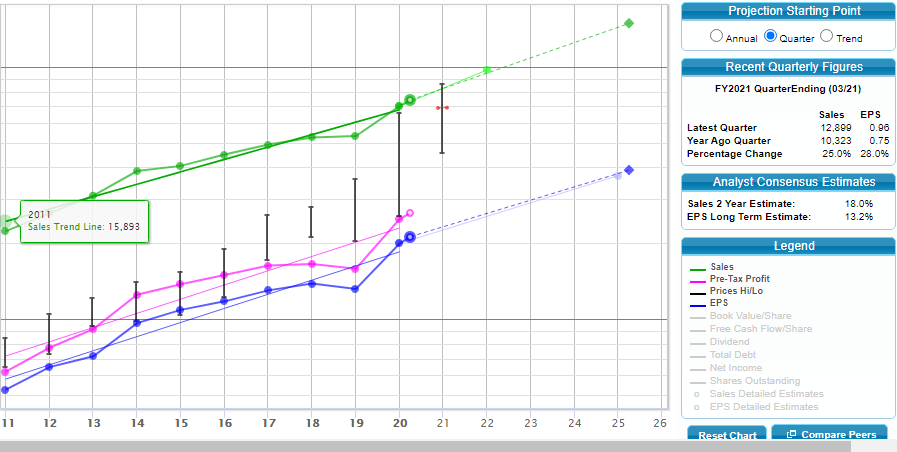 Projection Starting Point
Annual Quarter Trend
Recent Quarterly Figures
FY2021 QuarterEnding (03/21)
Sales EPS
Latest Quarter 12,899 0.96
Year Ago Quarter 10,323 0.75
Percentage Change 25.0% 28.0%
Analyst Consensus Estimates
Sales 2 Year Estimate: 18.0%
EPS Long Term Estimate: 13.2%
Legend
Sales
Pre-Tax Profit
Prices Hi/Lo
EPS
Book Value/Share
Free Cash Flow/Share
Dividend
Total Debt
Net Income
Shares Outstanding
Sales Detailed Estimates
EPS Detailed Estimates
Reset Chart Compare Peers
2011
Sales Trend Line: 15,893
11 12 13 14 15 16 17 18 19 20 21 22 23 24 25 26